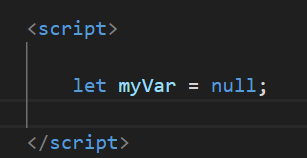 <script>
let myVar = null;
</script>